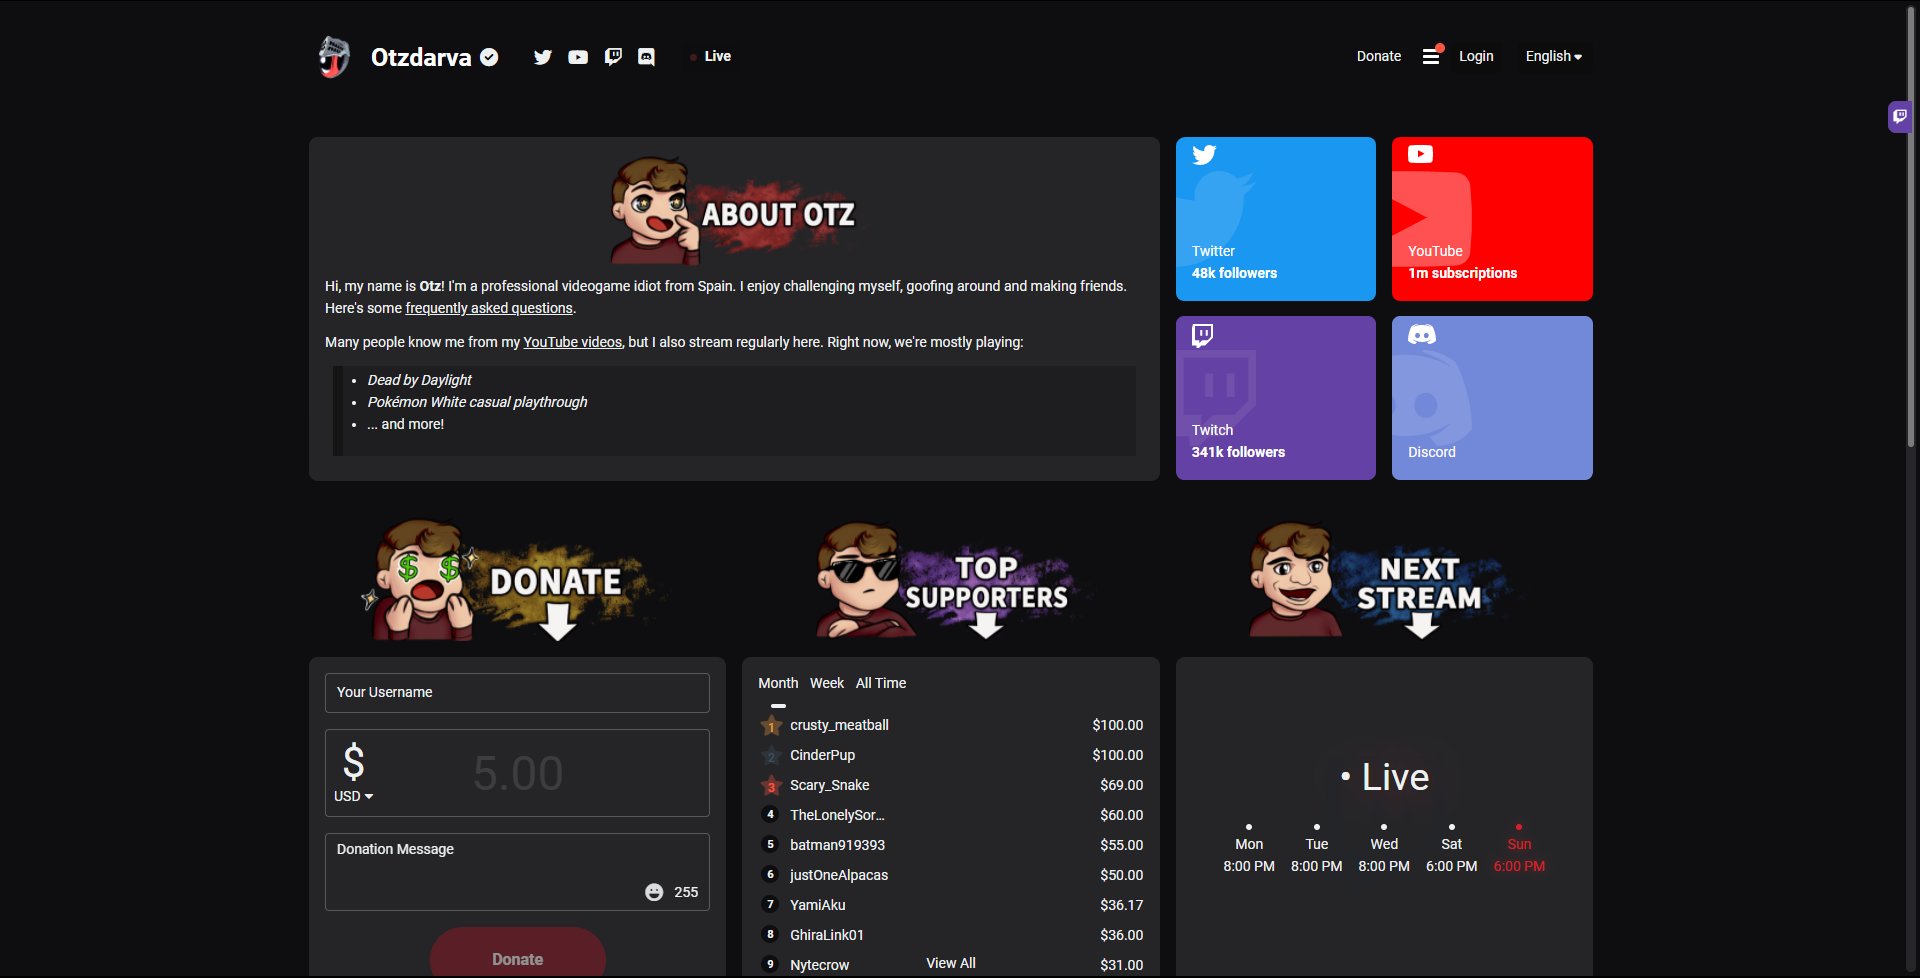 Otzdarva
Live
Donate
Login
English
ABOUT OTZ
Hi, my name is Otz! I'm a professional videogame idiot from Spain. I enjoy challenging myself, goofing around and making friends.
Here's some frequently asked questions.
Many people know me from my YouTube videos, but I also stream regularly here. Right now, we're mostly playing:
• Dead by Daylight
• Pokémon White casual playthrough
• ... and more!
Twitter
48k followers
YouTube
1m subscriptions
Twitch
341k followers
Discord
DONATE
TOP
SUPPORTERS
NEXT
STREAM
Your Username
$
USD
5.00
Donation Message
255
Donate
Month Week All Time
1 crusty_meatball $100.00
2 CinderPup $100.00
3 Scary_Snake $69.00
4 TheLonelySor... $60.00
5 batman919393 $55.00
6 justOneAlpacas $50.00
7 YamiAku $36.17
8 GhiraLink01 $36.00
9 Nytecrow $31.00
View All
• Live
Mon Tue Wed Sat Sun
8:00 PM 8:00 PM 8:00 PM 6:00 PM 6:00 PM